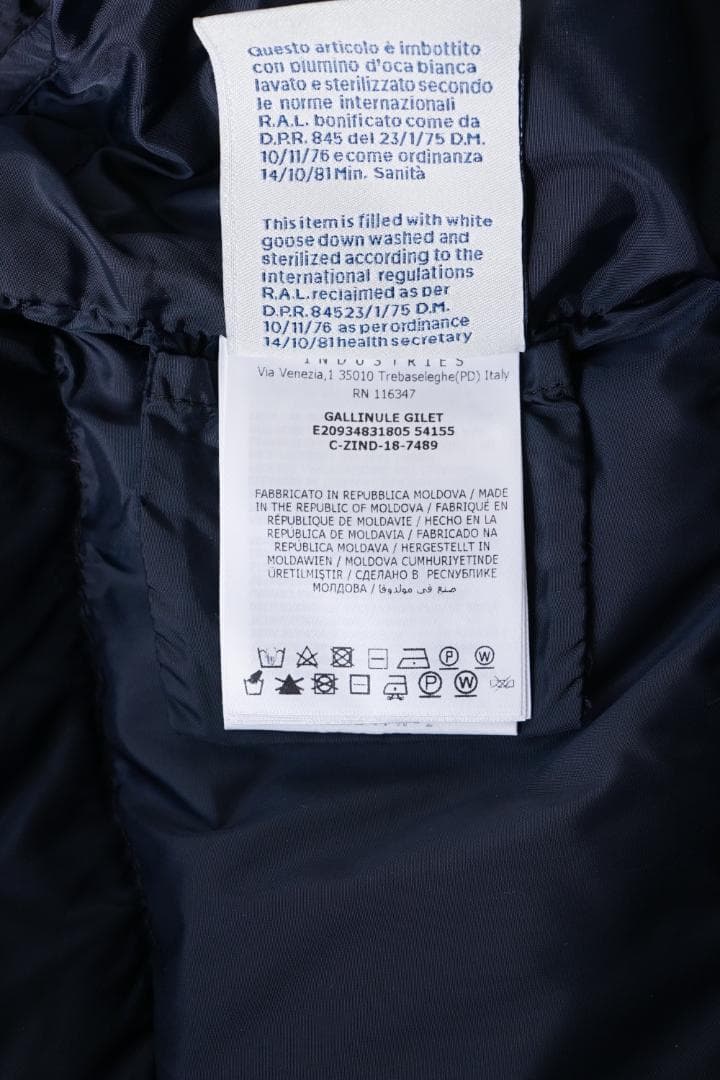 Questo articolo è imbottito
con piumino d'oca bianca
lavato e sterilizzato secondo
le norme internazionali
R.A.L. bonificato come da
D.P.R. 845 del 23/1/75 D.M.
10/11/76 e come ordinanza
14/10/81 Min. Sanità
This item is filled with white
goose down washed and
sterilized according to the
international regulations
R.A.L. reclaimed as per
D.P.R. 84523/1/75 D.M.
10/11/76 as per ordinance
14/10/81 health secretary
INDUSTRIES
Via Venezia,1 35010 Trebaseleghe(PD) Italy
RN 116347
GALLINULE GILET
E20934831805 54155
C-ZIND-18-7489
FABBRICATO IN REPUBBLICA MOLDOVA / MADE
IN THE REPUBLIC OF MOLDOVA / FABRIQUÉ EN
RÉPUBLIQUE DE MOLDAVIE / HECHO EN LA
REPÚBLICA DE MOLDAVIA / FABRICADO NA
REPÚBLICA MOLDAVA / HERGESTELLT IN
MOLDAWIEN / MOLDOVA CUMHURIYETINDE
ÜRETILMIŞTIR / СДЕЛАНО В РЕСПУБЛИКЕ
МОЛДОВА / صنع في مولدوفا
P W
P W